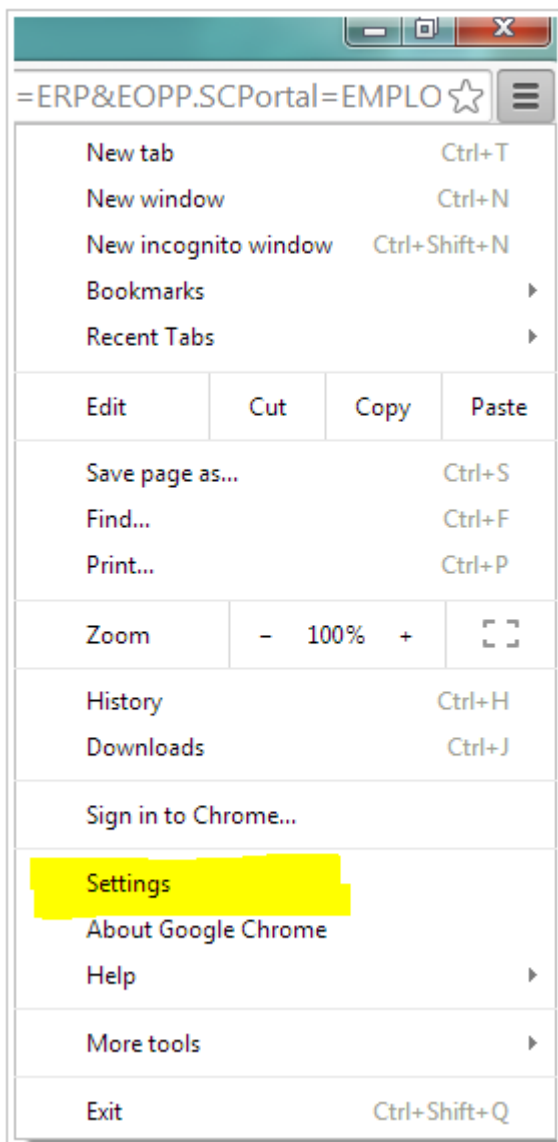 =ERP&EOPP.SCPortal=EMPLO
New tab Ctrl+T
New window Ctrl+N
New incognito window Ctrl+Shift+N
Bookmarks
Recent Tabs
Edit Cut Copy Paste
Save page as... Ctrl+S
Find... Ctrl+F
Print... Ctrl+P
Zoom – 100% +
History Ctrl+H
Downloads Ctrl+J
Sign in to Chrome...
Settings
About Google Chrome
Help
More tools
Exit Ctrl+Shift+Q